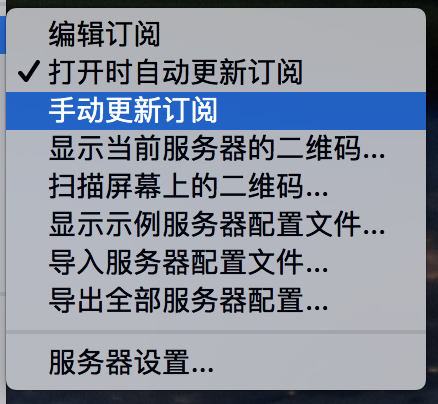 编辑订阅
✓ 打开时自动更新订阅
手动更新订阅
显示当前服务器的二维码...
扫描屏幕上的二维码...
显示示例服务器配置文件...
导入服务器配置文件...
导出全部服务器配置...
服务器设置...